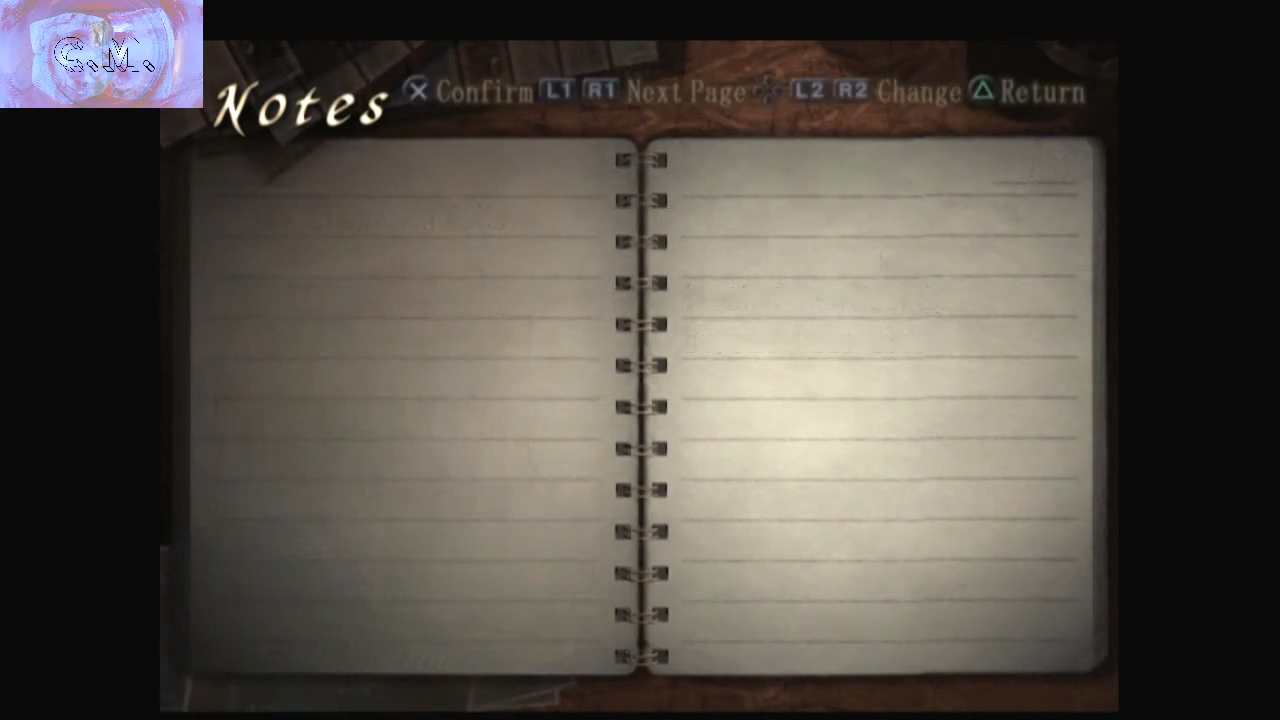 G.M.
Notes
X Confirm L1 R1 Next Page L2 R2 Change △ Return